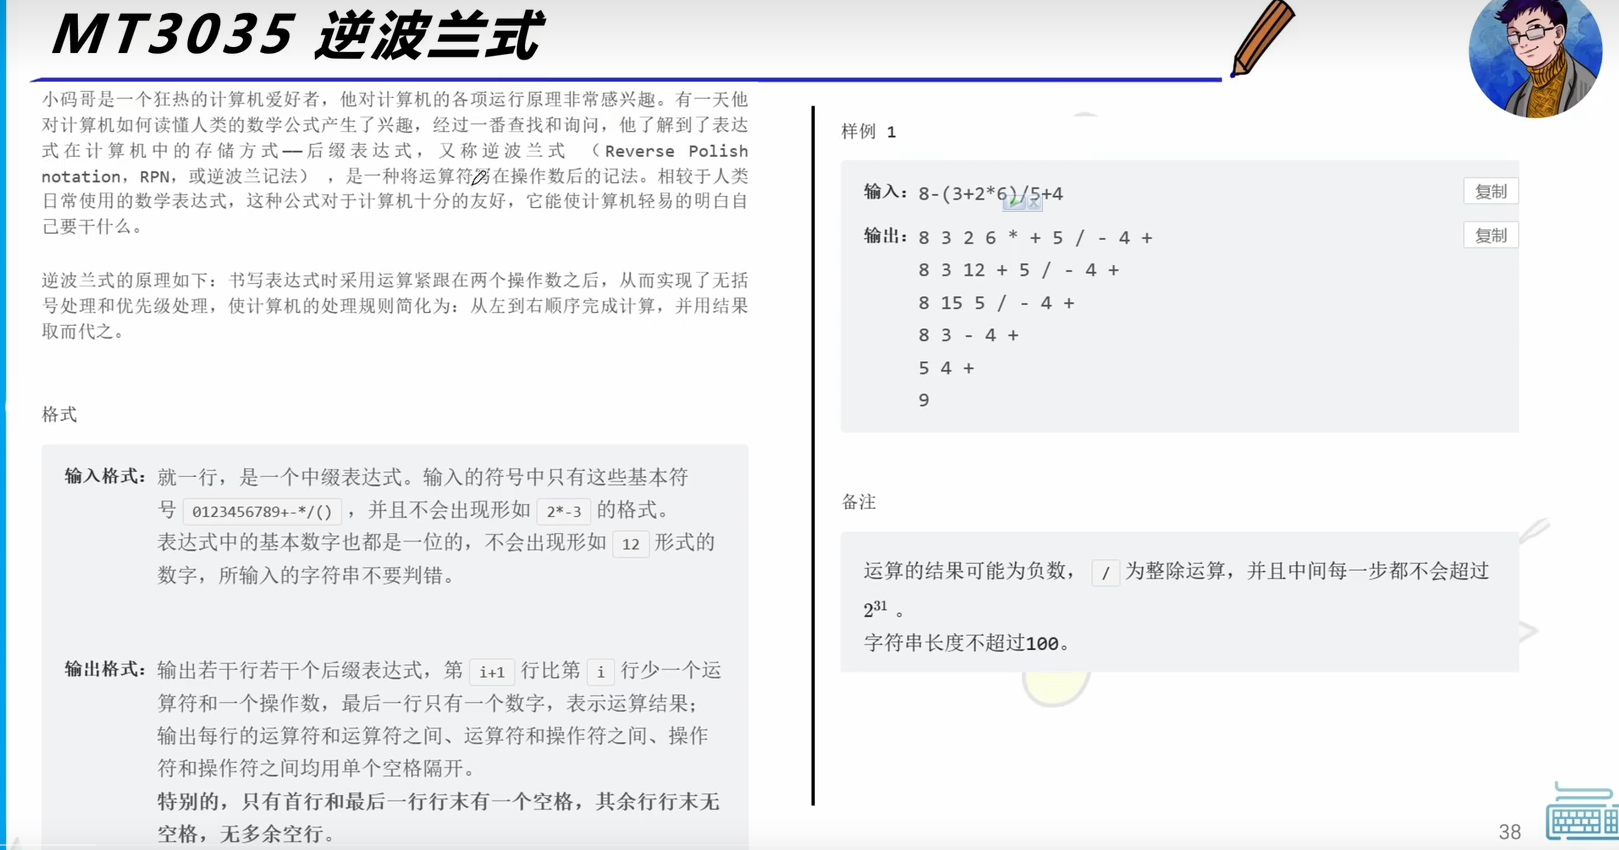 MT3035 逆波兰式
小码哥是一个狂热的计算机爱好者，他对计算机的各项运行原理非常感兴趣。有一天他
对计算机如何读懂人类的数学公式产生了兴趣，经过一番查找和询问，他了解到了表达
式在计算机中的存储方式——后缀表达式，又称逆波兰式 （Reverse Polish
notation，RPN，或逆波兰记法） ，是一种将运算符写在操作数后的记法。相较于人类
日常使用的数学表达式，这种公式对于计算机十分的友好，它能使计算机轻易的明白自
己要干什么。
逆波兰式的原理如下：书写表达式时采用运算紧跟在两个操作数之后，从而实现了无括
号处理和优先级处理，使计算机的处理规则简化为：从左到右顺序完成计算，并用结果
取而代之。
格式
输入格式：就一行，是一个中缀表达式。输入的符号中只有这些基本符
号 0123456789+-*/() ，并且不会出现形如 2*-3 的格式。
表达式中的基本数字也都是一位的，不会出现形如 12 形式的
数字，所输入的字符串不要判错。
输出格式：输出若干行若干个后缀表达式，第 i+1 行比第 i 行少一个运
算符和一个操作数，最后一行只有一个数字，表示运算结果；
输出每行的运算符和运算符之间、运算符和操作符之间、操作
符和操作符之间均用单个空格隔开。
特别的，只有首行和最后一行行末有一个空格，其余行行末无
空格，无多余空行。
样例 1
输入：8-(3+2*6)/5+4
复制
输出：8 3 2 6 * + 5 / - 4 +
复制
8 3 12 + 5 / - 4 +
8 15 5 / - 4 +
8 3 - 4 +
5 4 +
9
备注
运算的结果可能为负数， / 为整除运算，并且中间每一步都不会超过
2³¹ 。
字符串长度不超过100。
38